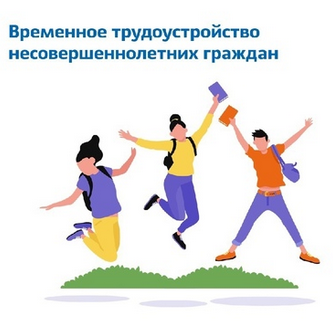 Временное трудоустройство
несовершеннолетних граждан